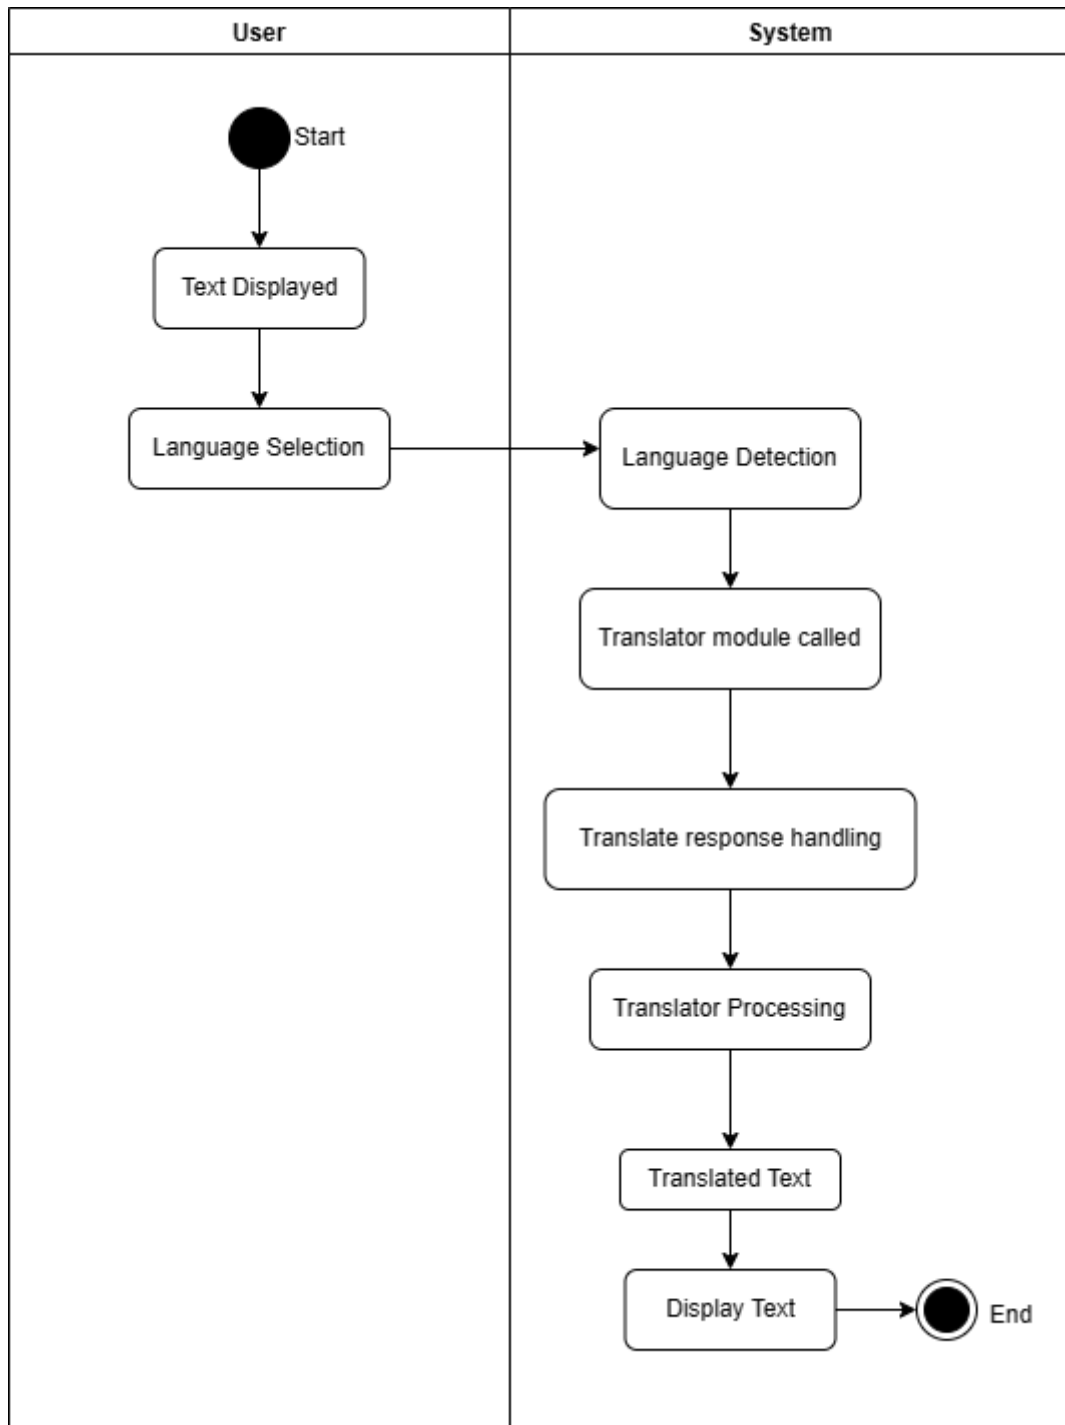 User
System
Start
Text Displayed
Language Selection
Language Detection
Translator module called
Translate response handling
Translator Processing
Translated Text
Display Text
End